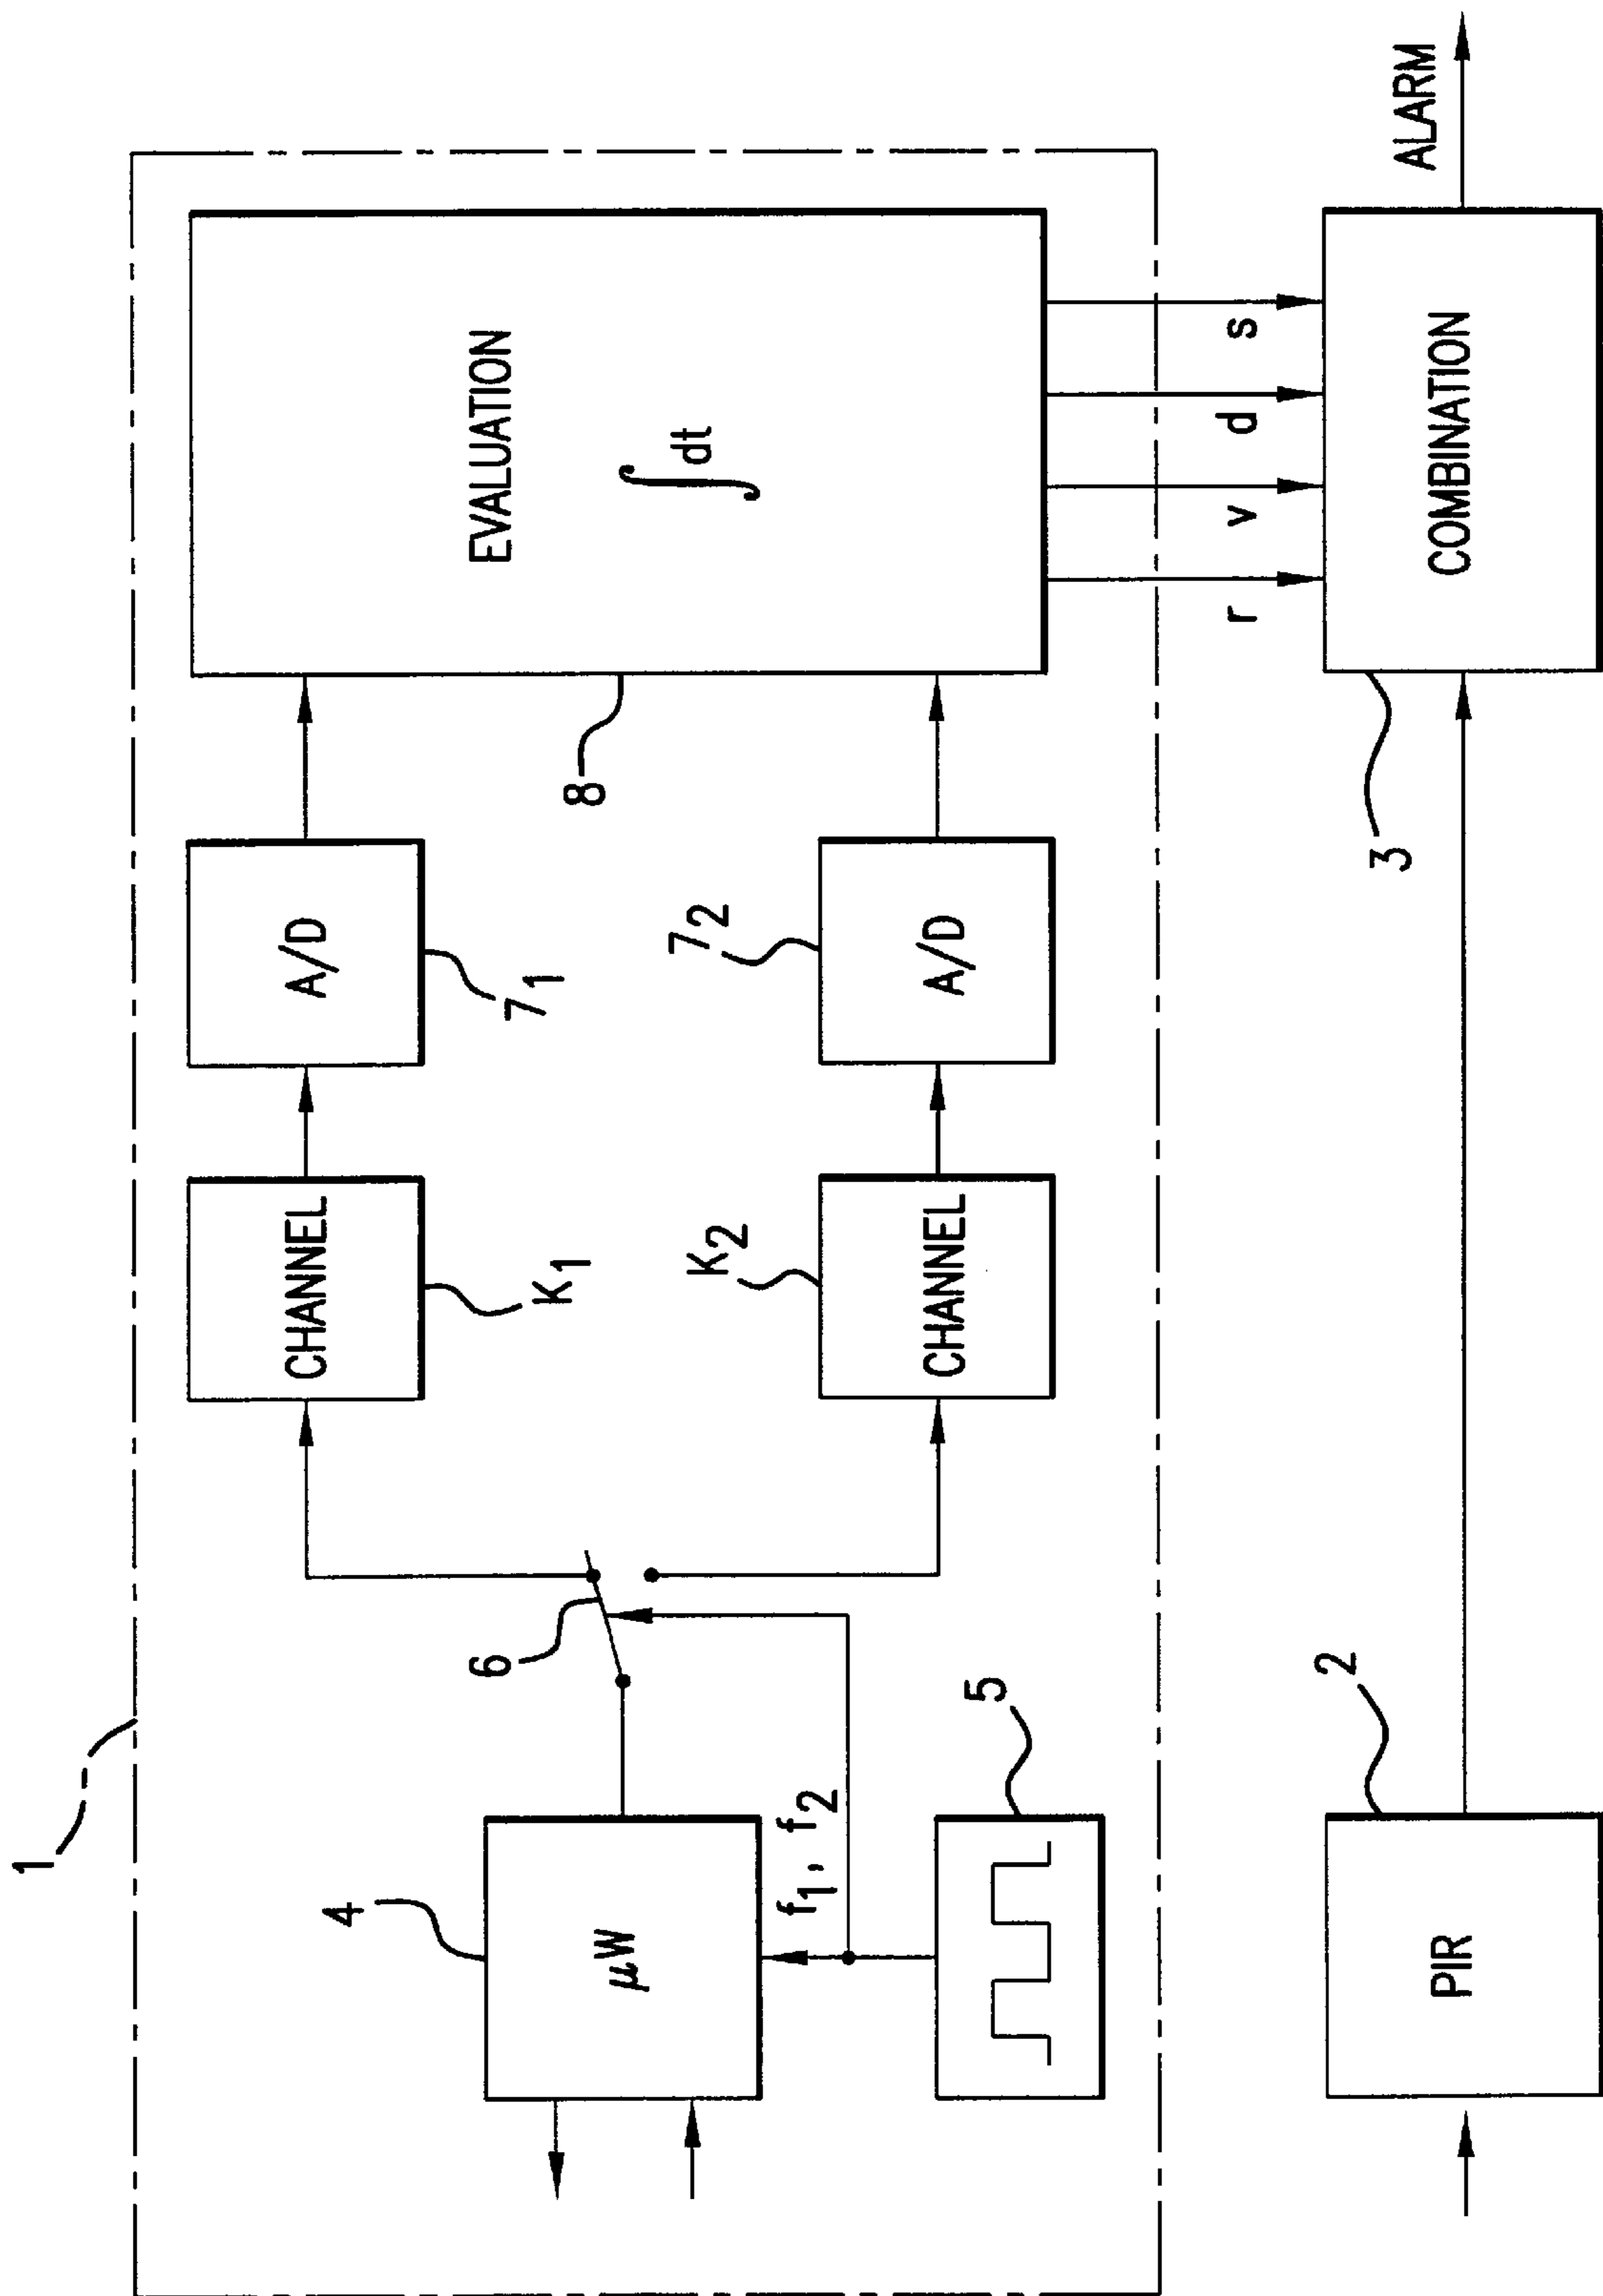 1
4
μW
f₁, f₂
5
6
CHANNEL
K₁
CHANNEL
K₂
A/D
7₁
A/D
7₂
EVALUATION
∫ dt
8
r
v
d
s
PIR
2
COMBINATION
3
ALARM